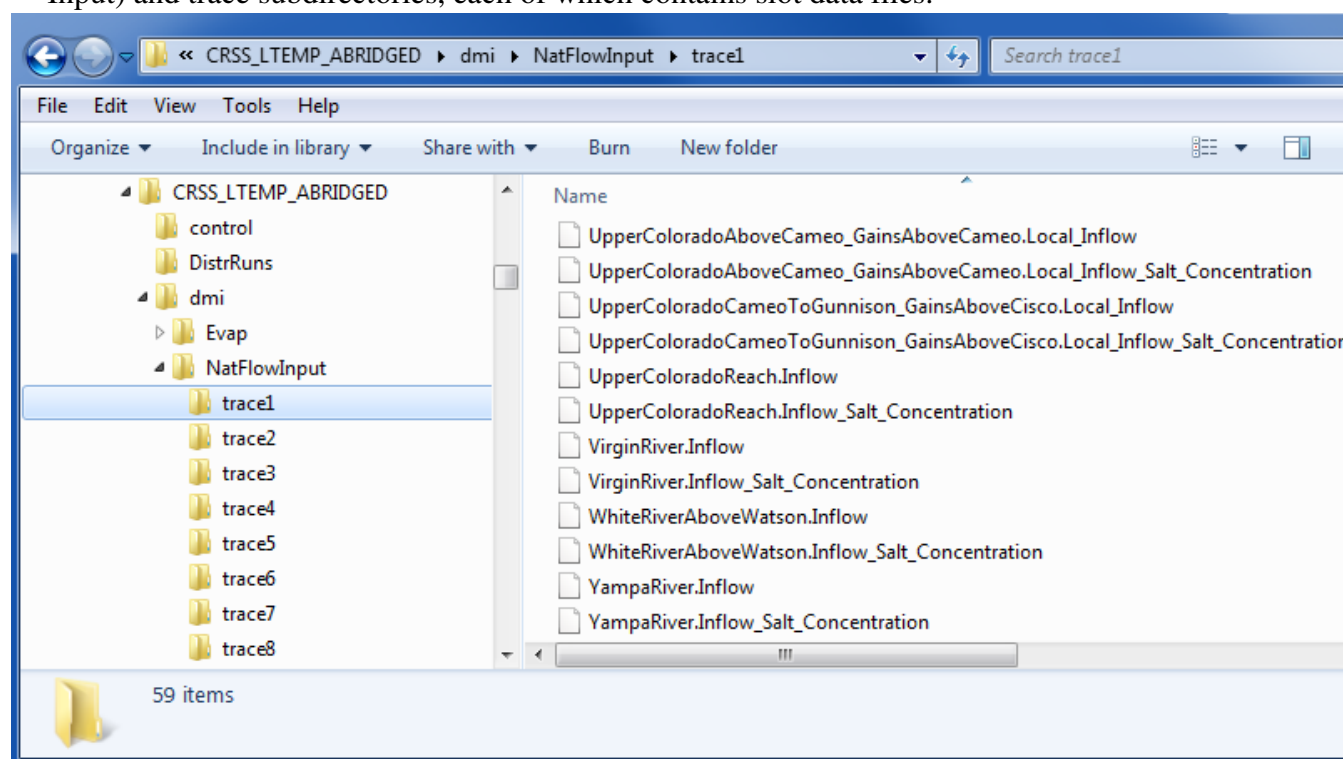 Input) and trace subdirectories, each of which contains slot data files.
« CRSS_LTEMP_ABRIDGED ▸ dmi ▸ NatFlowInput ▸ trace1
Search trace1
File Edit View Tools Help
Organize ▾ Include in library ▾ Share with ▾ Burn New folder
CRSS_LTEMP_ABRIDGED
control
DistrRuns
dmi
Evap
NatFlowInput
trace1
trace2
trace3
trace4
trace5
trace6
trace7
trace8
Name
UpperColoradoAboveCameo_GainsAboveCameo.Local_Inflow
UpperColoradoAboveCameo_GainsAboveCameo.Local_Inflow_Salt_Concentration
UpperColoradoCameoToGunnison_GainsAboveCisco.Local_Inflow
UpperColoradoCameoToGunnison_GainsAboveCisco.Local_Inflow_Salt_Concentration
UpperColoradoReach.Inflow
UpperColoradoReach.Inflow_Salt_Concentration
VirginRiver.Inflow
VirginRiver.Inflow_Salt_Concentration
WhiteRiverAboveWatson.Inflow
WhiteRiverAboveWatson.Inflow_Salt_Concentration
YampaRiver.Inflow
YampaRiver.Inflow_Salt_Concentration
59 items